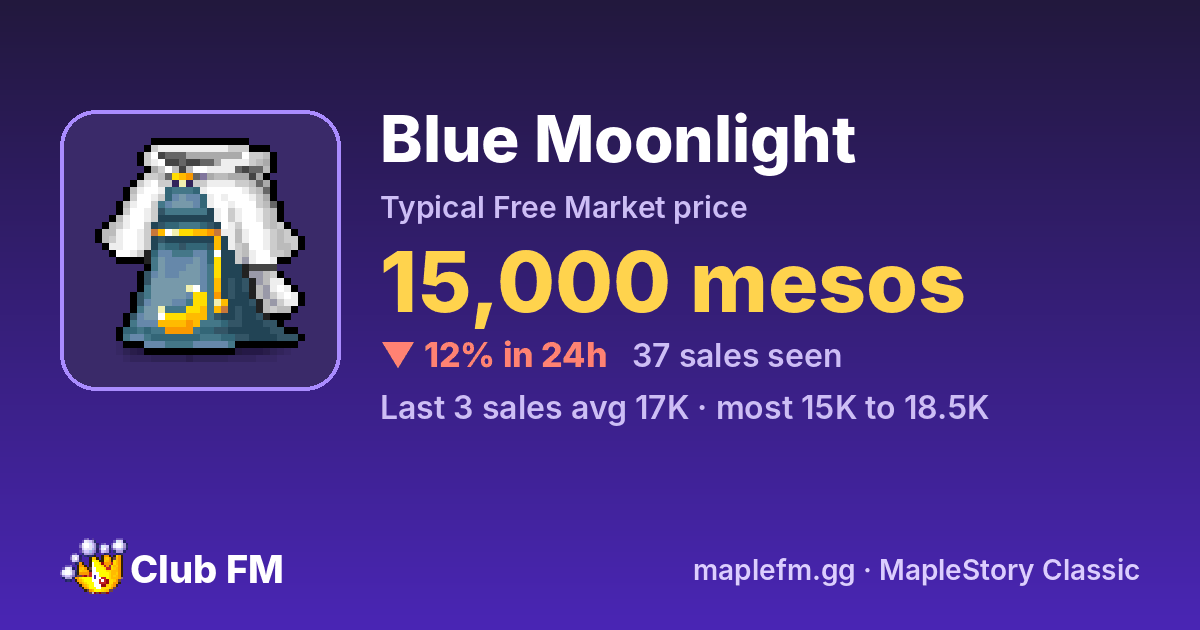 Blue Moonlight
Typical Free Market price
15,000 mesos
▼ 12% in 24h 37 sales seen
Last 3 sales avg 17K · most 15K to 18.5K
Club FM
maplefm.gg · MapleStory Classic